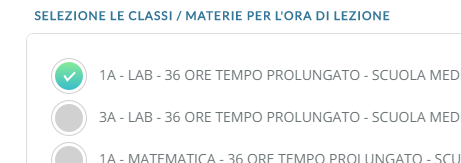 SELEZIONE LE CLASSI / MATERIE PER L'ORA DI LEZIONE
1A - LAB - 36 ORE TEMPO PROLUNGATO - SCUOLA MED
3A - LAB - 36 ORE TEMPO PROLUNGATO - SCUOLA MED
1A - MATEMATICA - 36 ORE TEMPO PROLUNGATO - SCU